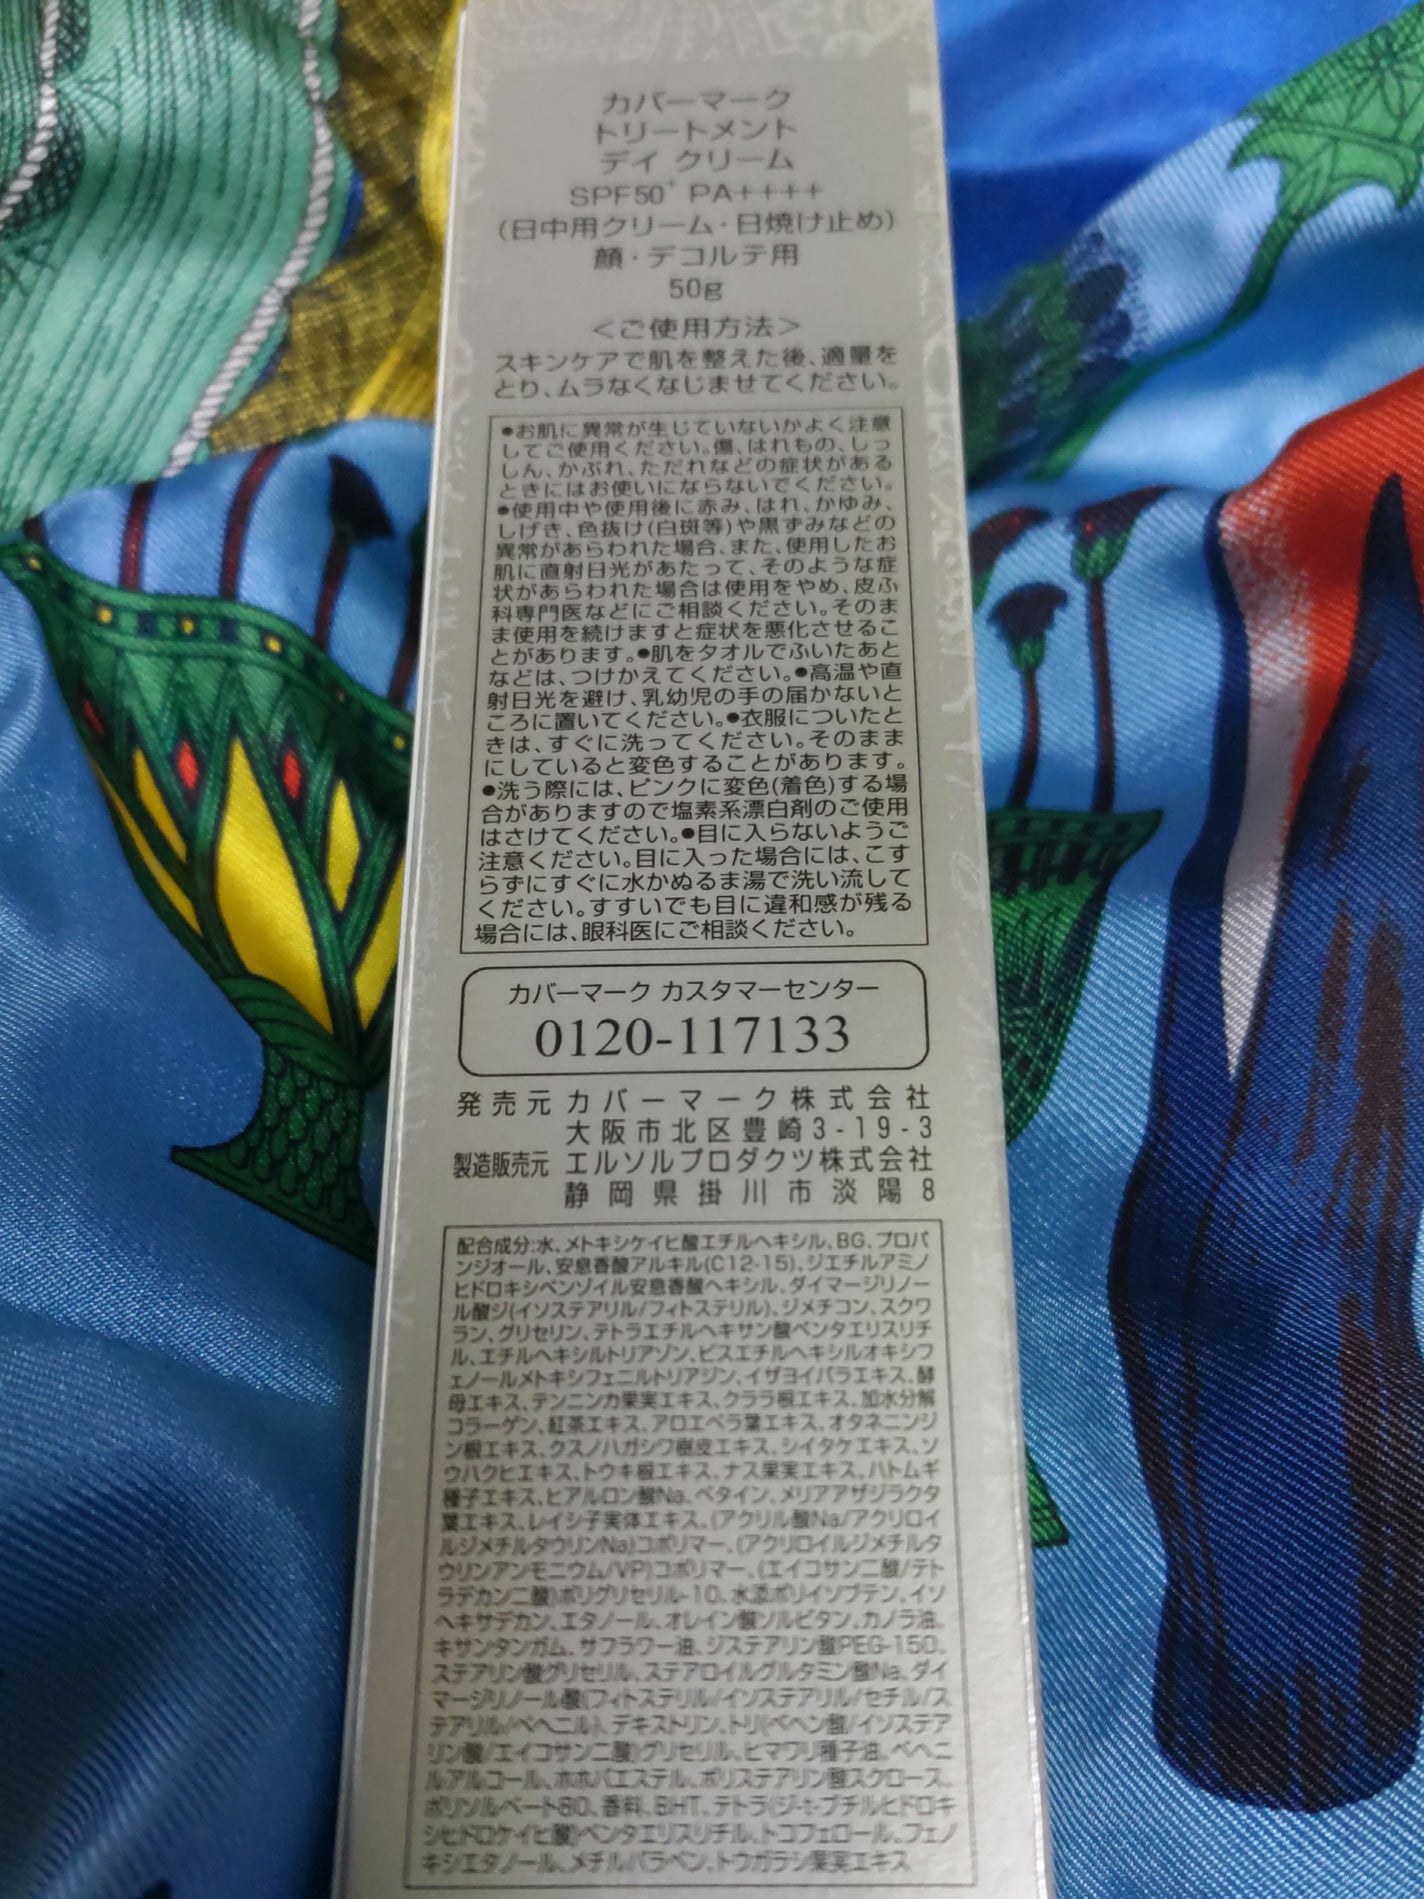 カバーマーク
トリートメント
デイ クリーム
SPF50⁺ PA++++
(日中用クリーム・日焼け止め)
顔・デコルテ用
50g
＜ご使用方法＞
スキンケアで肌を整えた後、適量を
とり、ムラなくなじませてください。
●お肌に異常が生じていないかよく注意
してご使用ください。傷、はれもの、しっ
しん、かぶれ、ただれなどの症状がある
ときにはお使いにならないでください。
●使用中や使用後に赤み、はれ、かゆみ、
しげき、色抜け(白斑等)や黒ずみなどの
異常があらわれた場合、また、使用したお
肌に直射日光があたって、そのような症
状があらわれた場合は使用をやめ、皮ふ
科専門医などにご相談ください。そのま
ま使用を続けますと症状を悪化させるこ
とがあります。●肌をタオルでふいたあと
などは、つけかえてください。●高温や直
射日光を避け、乳幼児の手の届かないと
ころに置いてください。●衣服についたと
きは、すぐに洗ってください。そのまま
にしていると変色することがあります。
●洗う際には、ピンクに変色(着色)する場
合がありますので塩素系漂白剤のご使用
はさけてください。●目に入らないようご
注意ください。目に入った場合には、こす
らずにすぐに水かぬるま湯で洗い流して
ください。すすいでも目に違和感が残る
場合には、眼科医にご相談ください。
カバーマーク カスタマーセンター
0120-117133
発売元 カバーマーク株式会社
大阪市北区豊崎3-19-3
製造販売元 エルソルプロダクツ株式会社
静岡県掛川市淡陽8
配合成分:水、メトキシケイヒ酸エチルヘキシル、BG、プロパ
ンジオール、安息香酸アルキル(C12-15)、ジエチルアミノ
ヒドロキシベンゾイル安息香酸ヘキシル、ダイマージリノー
ル酸ジ(イソステアリル/フィトステリル)、ジメチコン、スクワ
ラン、グリセリン、テトラエチルヘキサン酸ペンタエリスリチ
ル、エチルヘキシルトリアゾン、ビスエチルヘキシルオキシフ
ェノールメトキシフェニルトリアジン、イザヨイバラエキス、酵
母エキス、テンニンカ果実エキス、クララ根エキス、加水分解
コラーゲン、紅茶エキス、アロエベラ葉エキス、オタネニンジ
ン根エキス、クスノハガシワ樹皮エキス、シイタケエキス、ソ
ウハクヒエキス、トウキ根エキス、ナス果実エキス、ハトムギ
種子エキス、ヒアルロン酸Na、ベタイン、メリアアザジラクタ
葉エキス、レイシ子実体エキス、(アクリル酸Na/アクリロイ
ルジメチルタウリンNa)コポリマー、(アクリロイルジメチルタ
ウリンアンモニウム/VP)コポリマー、(エイコサン二酸/テト
ラデカン二酸)ポリグリセリル-10、水添ポリイソブテン、イソ
ヘキサデカン、エタノール、オレイン酸ソルビタン、カノラ油、
キサンタンガム、サフラワー油、ジステアリン酸PEG-150、
ステアリン酸グリセリル、ステアロイルグルタミン酸Na、ダイ
マージリノール酸(フィトステリル/イソステアリル/セチル/ス
テアリル/ベヘニル)、デキストリン、トリ(ベヘン酸/イソステア
リン酸/エイコサン二酸)グリセリル、ヒマワリ種子油、ベヘニ
ルアルコール、ホホバエステル、ポリステアリン酸スクロース、
ポリソルベート80、香料、BHT、テトラ(ジ-t-ブチルヒドロキ
シヒドロケイヒ酸)ペンタエリスリチル、トコフェロール、フェノ
キシエタノール、メチルパラベン、トウガラシ果実エキス